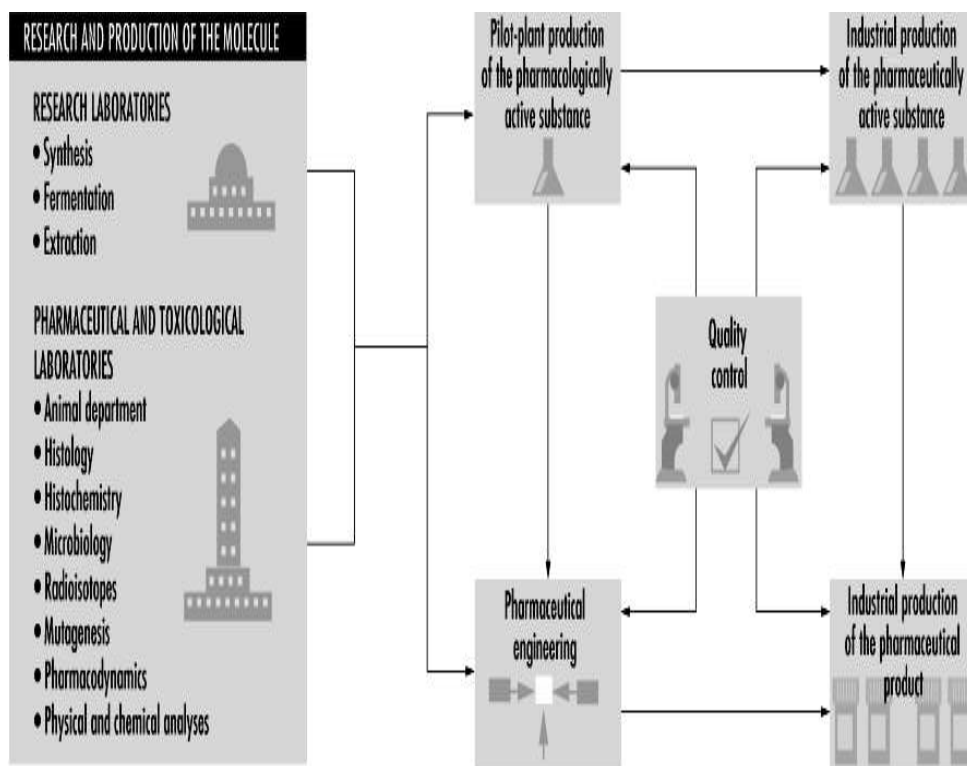 RESEARCH AND PRODUCTION OF THE MOLECULE
RESEARCH LABORATORIES
• Synthesis
• Fermentation
• Extraction
PHARMACEUTICAL AND TOXICOLOGICAL
LABORATORIES
• Animal department
• Histology
• Histochemistry
• Microbiology
• Radioisotopes
• Mutagenesis
• Pharmacodynamics
• Physical and chemical analyses
Pilot-plant production
of the pharmacologically
active substance
Industrial production
of the pharmaceutically
active substance
Quality
control
Pharmaceutical
engineering
Industrial production
of the pharmaceutical
product